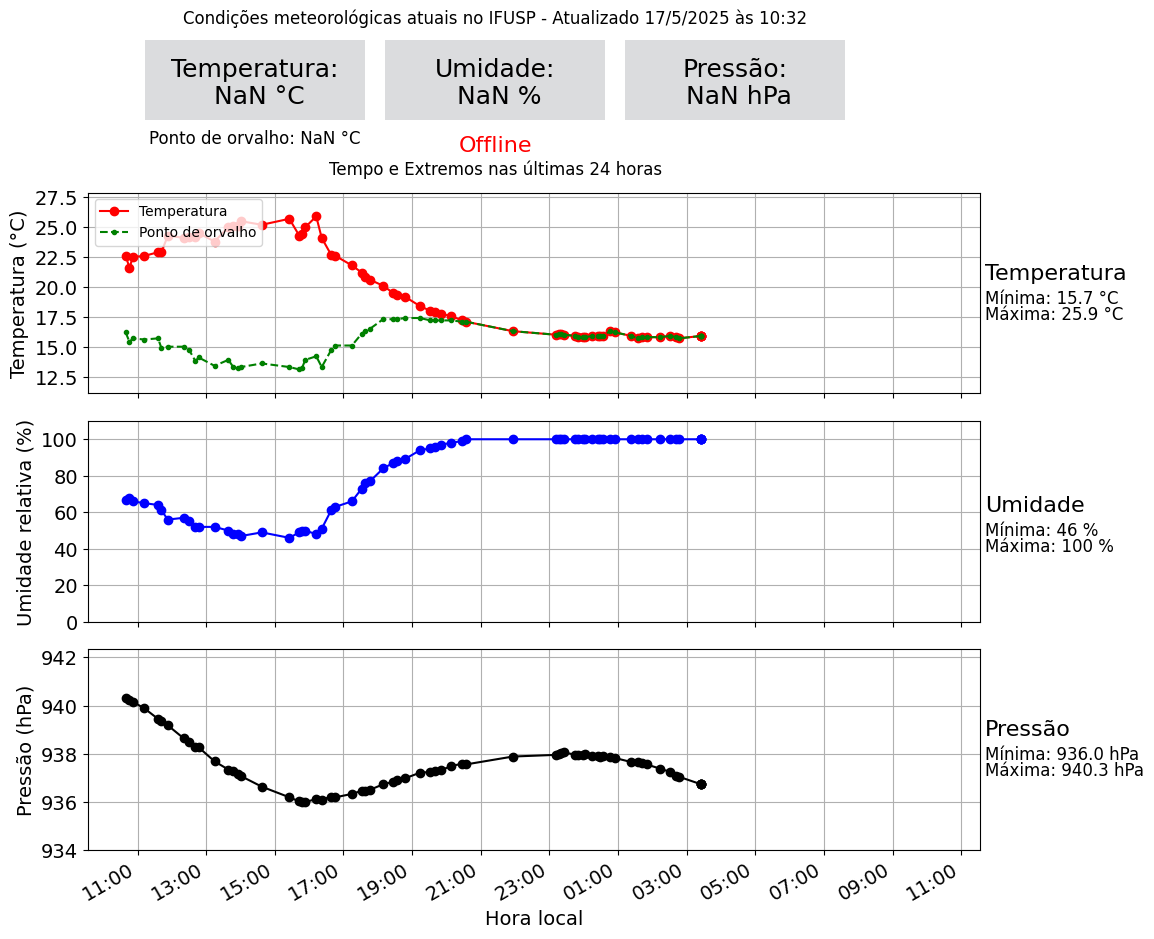 Condições meteorológicas atuais no IFUSP - Atualizado 17/5/2025 às 10:32
Temperatura:
NaN °C
Umidade:
NaN %
Pressão:
NaN hPa
Ponto de orvalho: NaN °C
Offline
Tempo e Extremos nas últimas 24 horas
27.5
25.0
22.5
20.0
17.5
15.0
12.5
Temperatura (°C)
Temperatura
Ponto de orvalho
Temperatura
Mínima: 15.7 °C
Máxima: 25.9 °C
100
80
60
40
20
0
Umidade relativa (%)
Umidade
Mínima: 46 %
Máxima: 100 %
942
940
938
936
934
Pressão (hPa)
Pressão
Mínima: 936.0 hPa
Máxima: 940.3 hPa
11:00
13:00
15:00
17:00
19:00
21:00
23:00
01:00
03:00
05:00
07:00
09:00
11:00
Hora local